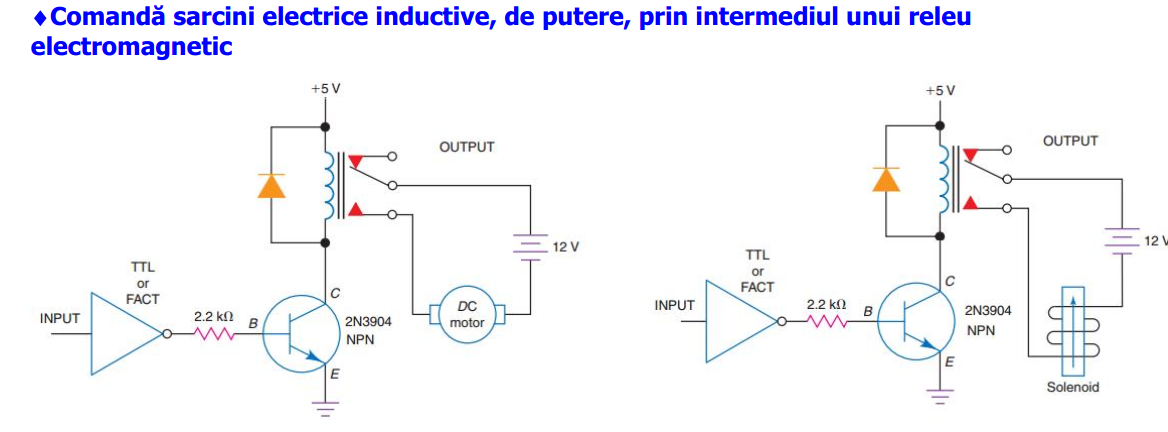 ♦Comandă sarcini electrice inductive, de putere, prin intermediul unui releu
electromagnetic
+5 V
OUTPUT
12 V
TTL
or
FACT
INPUT
2.2 kΩ
B
C
2N3904
NPN
E
DC
motor
+5 V
OUTPUT
12 V
TTL
or
FACT
INPUT
2.2 kΩ
B
C
2N3904
NPN
E
Solenoid